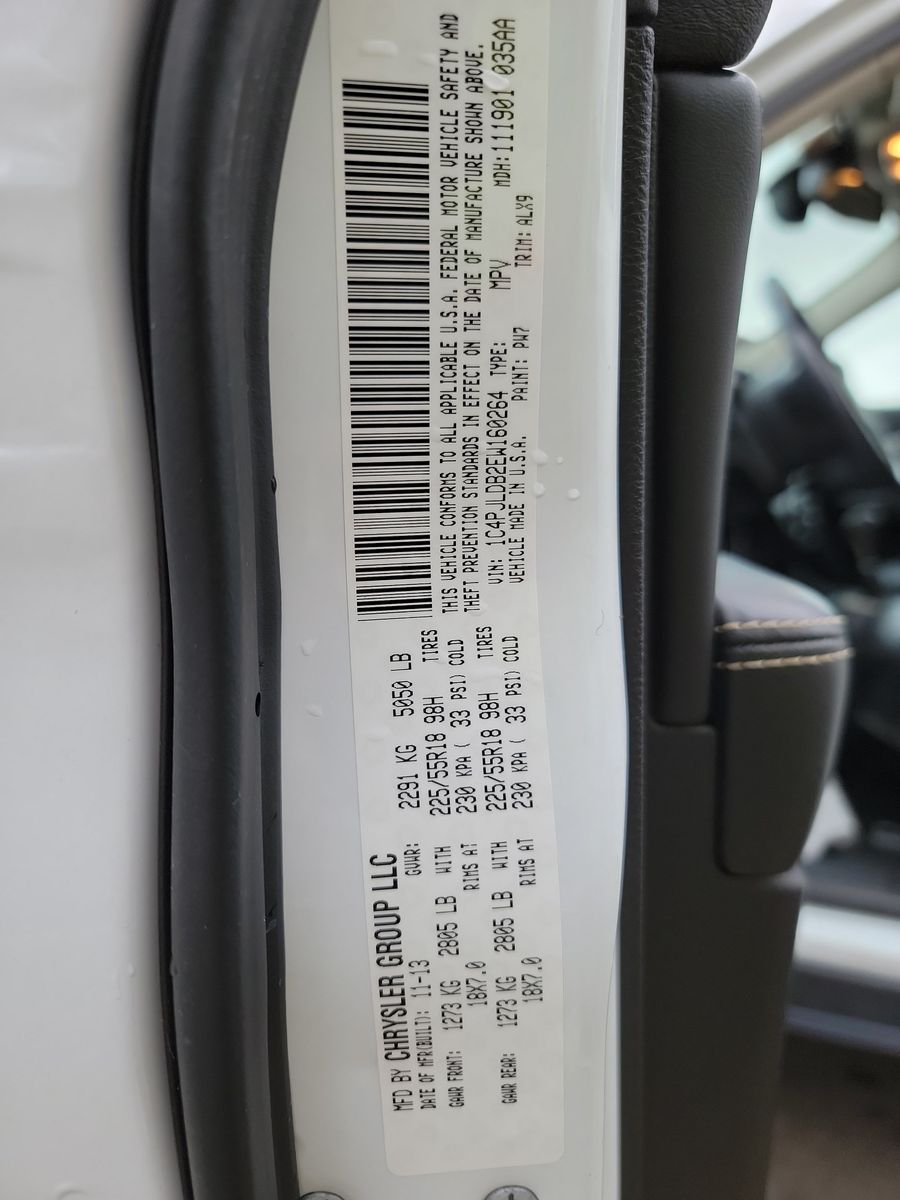 MFD BY CHRYSLER GROUP LLC
DATE OF MFR(BUILT): 11-13 GVWR: 2291 KG 5050 LB
GAWR FRONT: 1273 KG 2805 LB WITH 225/55R18 98H TIRES
18X7.0 RIMS AT 230 KPA ( 33 PSI) COLD
GAWR REAR: 1273 KG 2805 LB WITH 225/55R18 98H TIRES
18X7.0 RIMS AT 230 KPA ( 33 PSI) COLD
THIS VEHICLE CONFORMS TO ALL APPLICABLE U.S.A. FEDERAL MOTOR VEHICLE SAFETY AND
THEFT PREVENTION STANDARDS IN EFFECT ON THE DATE OF MANUFACTURE SHOWN ABOVE.
VIN: 1C4PJLDB2EW160264 TYPE: MPV MDH:111901 035AA
VEHICLE MADE IN U.S.A. PAINT: PW7 TRIM: ALX9